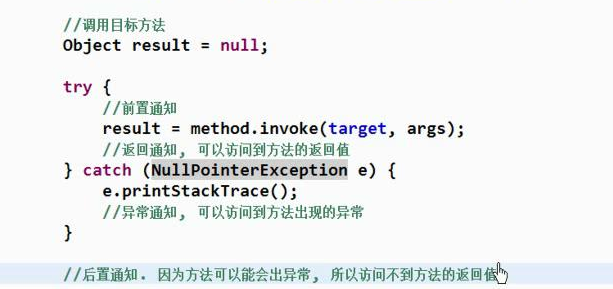 //调用目标方法
Object result = null;
try {
//前置通知
result = method.invoke(target, args);
//返回通知, 可以访问到方法的返回值
} catch (NullPointerException e) {
e.printStackTrace();
//异常通知, 可以访问到方法出现的异常
}
//后置通知. 因为方法可以能会出异常, 所以访问不到方法的返回值